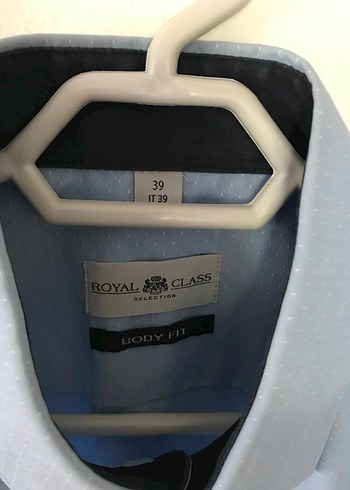 39
IT 39
ROYAL CLASS
SELECTION
BODY FIT